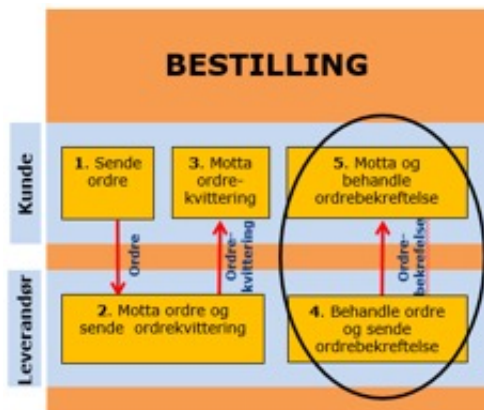 BESTILLING
Kunde
1. Sende
ordre
3. Motta
ordre-
kvittering
5. Motta og
behandle
ordrebekreftelse
Ordre
Ordre-
kvittering
Ordre-
bekrefelse
Leverandør
2. Motta ordre og
sende ordrekvittering
4. Behandle ordre
og sende
ordrebekreftelse